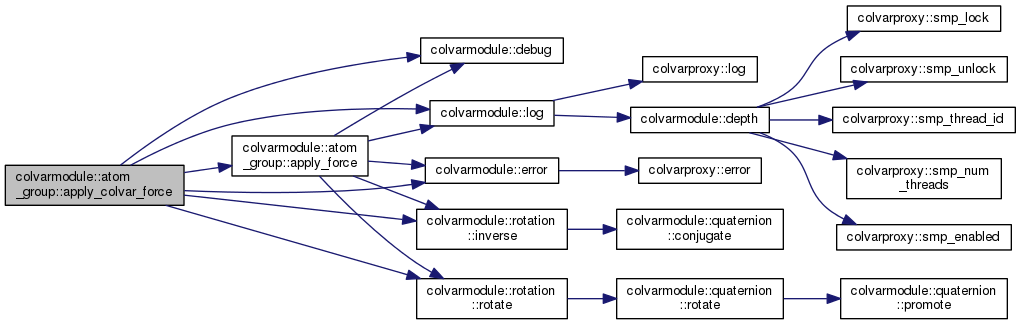 colvarmodule::atom
_group::apply_colvar_force
colvarmodule::atom
_group::apply_force
colvarmodule::debug
colvarmodule::log
colvarmodule::error
colvarmodule::rotation
::inverse
colvarmodule::rotation
::rotate
colvarproxy::log
colvarmodule::depth
colvarproxy::error
colvarmodule::quaternion
::conjugate
colvarmodule::quaternion
::rotate
colvarproxy::smp_lock
colvarproxy::smp_unlock
colvarproxy::smp_thread_id
colvarproxy::smp_num
_threads
colvarproxy::smp_enabled
colvarmodule::quaternion
::promote